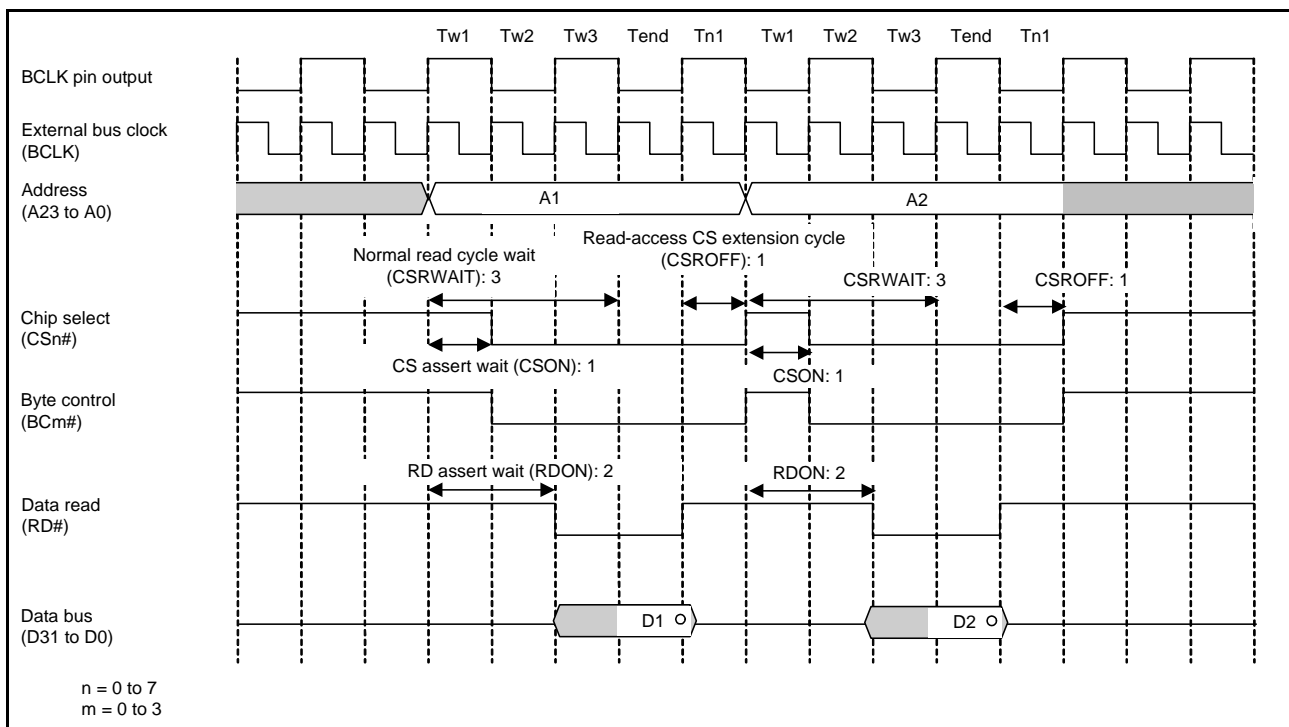 Tw1 Tw2 Tw3 Tend Tn1 Tw1 Tw2 Tw3 Tend Tn1
BCLK pin output
External bus clock
(BCLK)
Address
(A23 to A0)
A1
A2
Normal read cycle wait
(CSRWAIT): 3
Read-access CS extension cycle
(CSROFF): 1
CSRWAIT: 3
CSROFF: 1
Chip select
(CSn#)
CS assert wait (CSON): 1
CSON: 1
Byte control
(BCm#)
RD assert wait (RDON): 2
RDON: 2
Data read
(RD#)
Data bus
(D31 to D0)
D1
D2
n = 0 to 7
m = 0 to 3